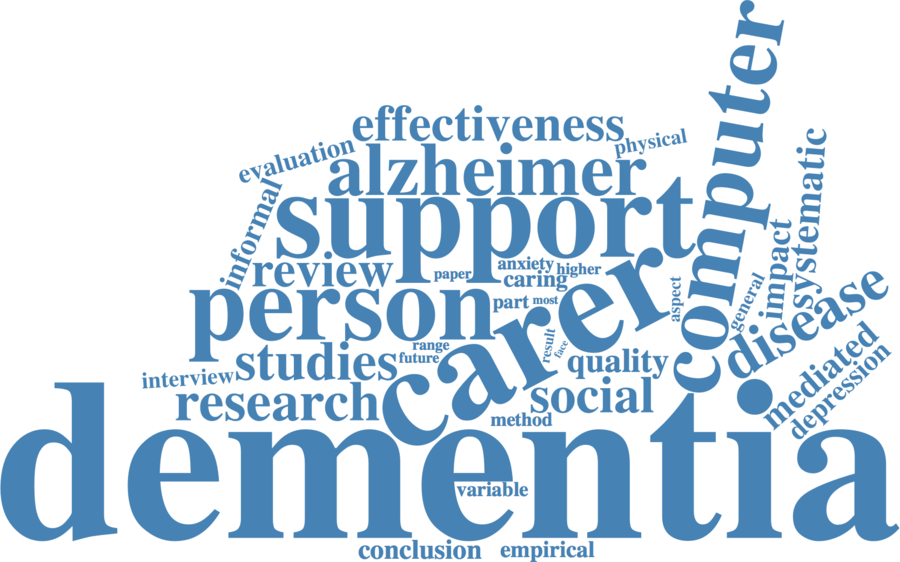 computer
effectiveness
physical
evaluation
systematic
alzheimer
informal
support
impact
review
anxiety
higher
paper
caring
general
aspect
disease
person
part
most
carer
result
face
range
future
studies
quality
mediated
interview
depression
research
social
method
dementia
variable
conclusion
empirical